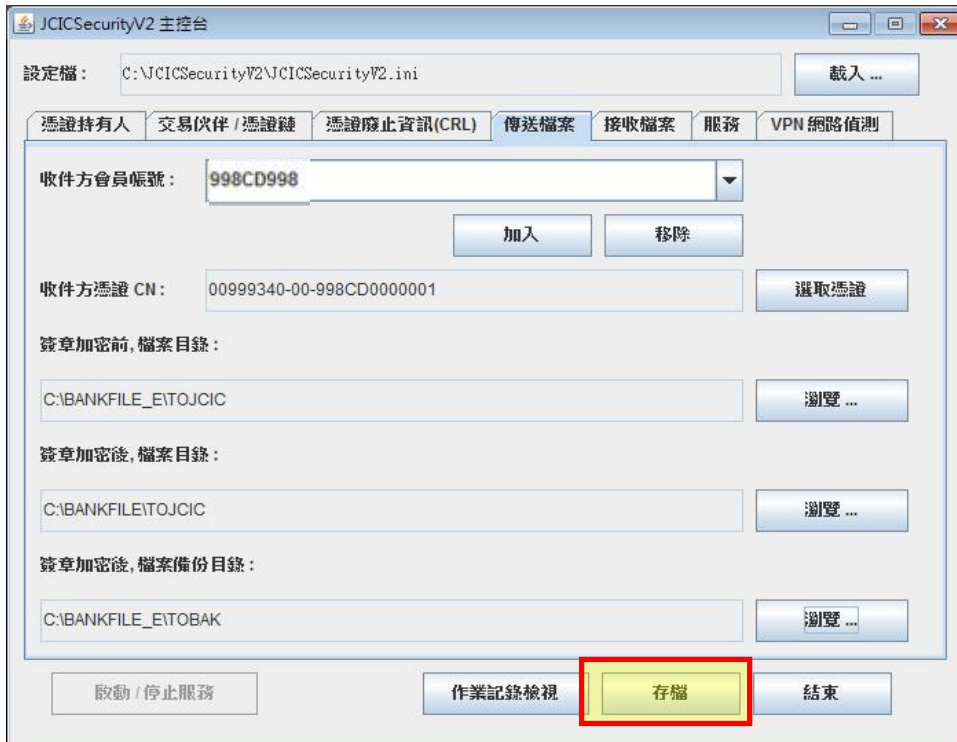 JCICSecurityV2 主控台
設定檔： C:\JCICSecurityV2\JCICSecurityV2.ini 載入 ...
憑證持有人 交易伙伴 / 憑證鏈 憑證廢止資訊(CRL) 傳送檔案 接收檔案 服務 VPN 網路偵測
收件方會員帳號： 998CD998
加入 移除
收件方憑證 CN： 00999340-00-998CD0000001 選取憑證
簽章加密前, 檔案目錄：
C:\BANKFILE_E\TOJCIC 瀏覽 ...
簽章加密後, 檔案目錄：
C:\BANKFILE\TOJCIC 瀏覽 ...
簽章加密後, 檔案備份目錄：
C:\BANKFILE_E\TOBAK 瀏覽 ...
啟動 / 停止服務 作業記錄檢視 存檔 結束